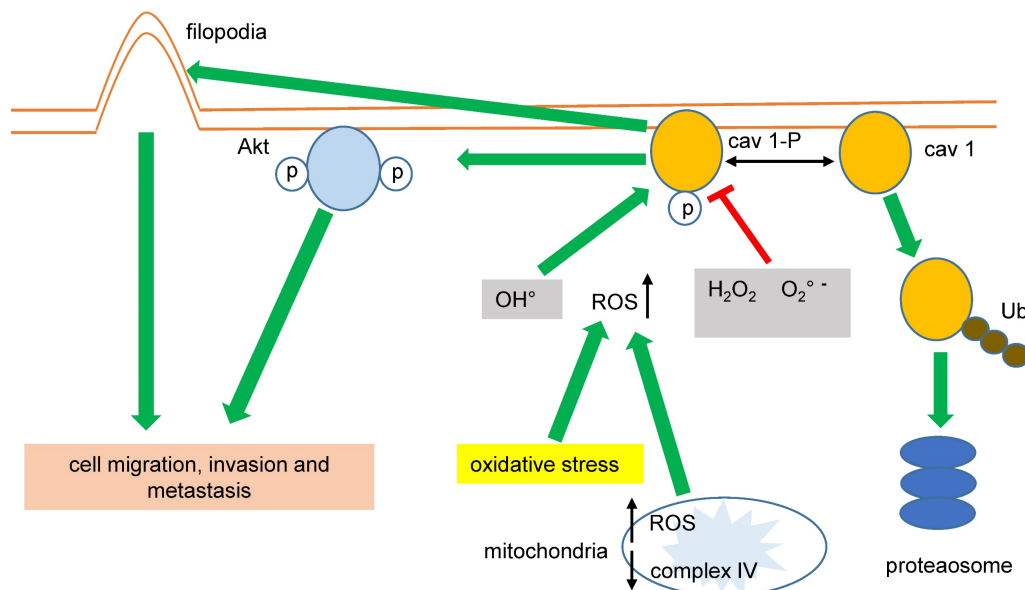 filopodia
Akt
p
p
cav 1-P
cav 1
p
OH°
ROS
H₂O₂ O₂° ⁻
Ub
cell migration, invasion and
metastasis
oxidative stress
ROS
mitochondria
complex IV
proteaosome